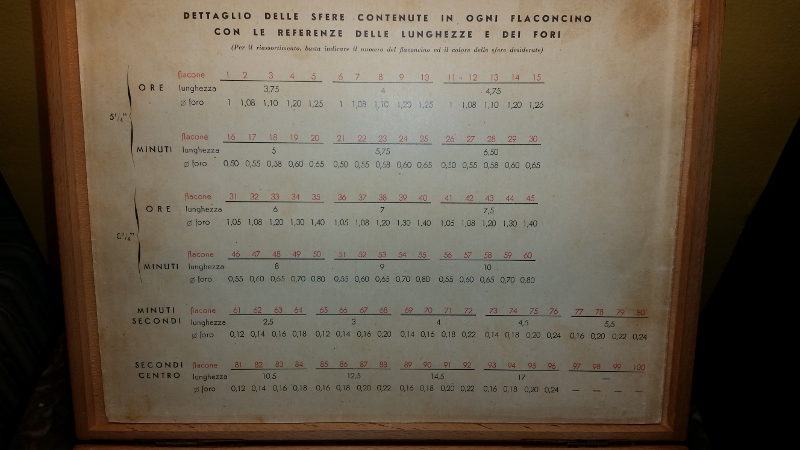 DETTAGLIO DELLE SFERE CONTENUTE IN OGNI FLACONCINO
CON LE REFERENZE DELLE LUNGHEZZE E DEI FORI
(Per il riassortimento, basta indicare il numero del flaconcino ed il colore delle sfere desiderate)
flacone 1 2 3 4 5 6 7 8 9 10 11 - 12 13 14 15
ORE lunghezza 3,75 4 4,75
ø foro 1 1,08 1,10 1,20 1,25 1 1,08 1,10 1,20 1,25 1 1,08 1,10 1,20 1,25
5¹/₄'''
flacone 16 17 18 19 20 21 22 23 24 25 26 27 28 29 30
MINUTI lunghezza 5 5,75 6,50
ø foro 0,50 0,55 0,58 0,60 0,65 0,50 0,55 0,58 0,60 0,65 0,50 0,55 0,58 0,60 0,65
flacone 31 32 33 34 35 36 37 38 39 40 41 42 43 44 45
ORE lunghezza 6 7 7,5
ø foro 1,05 1,08 1,20 1,30 1,40 1,05 1,08 1,20 1,30 1,40 1,05 1,08 1,20 1,30 1,40
flacone 46 47 48 49 50 51 52 53 54 55 56 57 58 59 60
MINUTI lunghezza 8 9 10
ø foro 0,55 0,60 0,65 0,70 0,80 0,55 0,60 0,65 0,70 0,80 0,55 0,60 0,65 0,70 0,80
MINUTI flacone 61 62 63 64 65 66 67 68 69 70 71 72 73 74 75 76 77 78 79 80
SECONDI lunghezza 2,5 3 4 4,5 5,5
ø foro 0,12 0,14 0,16 0,18 0,12 0,14 0,16 0,20 0,14 0,16 0,18 0,22 0,14 0,18 0,20 0,24 0,16 0,20 0,22 0,24
SECONDI flacone 81 82 83 84 85 86 87 88 89 90 91 92 93 94 95 96 97 98 99 100
CENTRO lunghezza 10,5 12,5 14,5 17 —
ø foro 0,12 0,14 0,16 0,18 0,16 0,18 0,20 0,22 0,16 0,18 0,20 0,22 0,16 0,18 0,20 0,24 — — — —